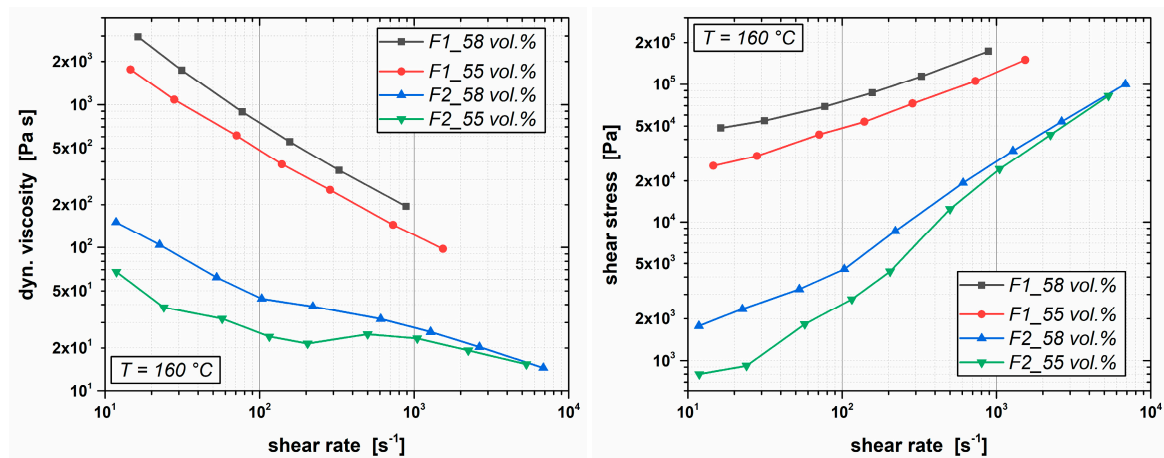 dyn. viscosity [Pa s]
2x10³
10³
5x10²
2x10²
10²
5x10¹
2x10¹
10¹
F1_58 vol.%
F1_55 vol.%
F2_58 vol.%
F2_55 vol.%
T = 160 °C
10¹ 10² 10³ 10⁴
shear rate [s⁻¹]
shear stress [Pa]
2x10⁵
10⁵
5x10⁴
2x10⁴
10⁴
5x10³
2x10³
10³
T = 160 °C
F1_58 vol.%
F1_55 vol.%
F2_58 vol.%
F2_55 vol.%
10¹ 10² 10³ 10⁴
shear rate [s⁻¹]